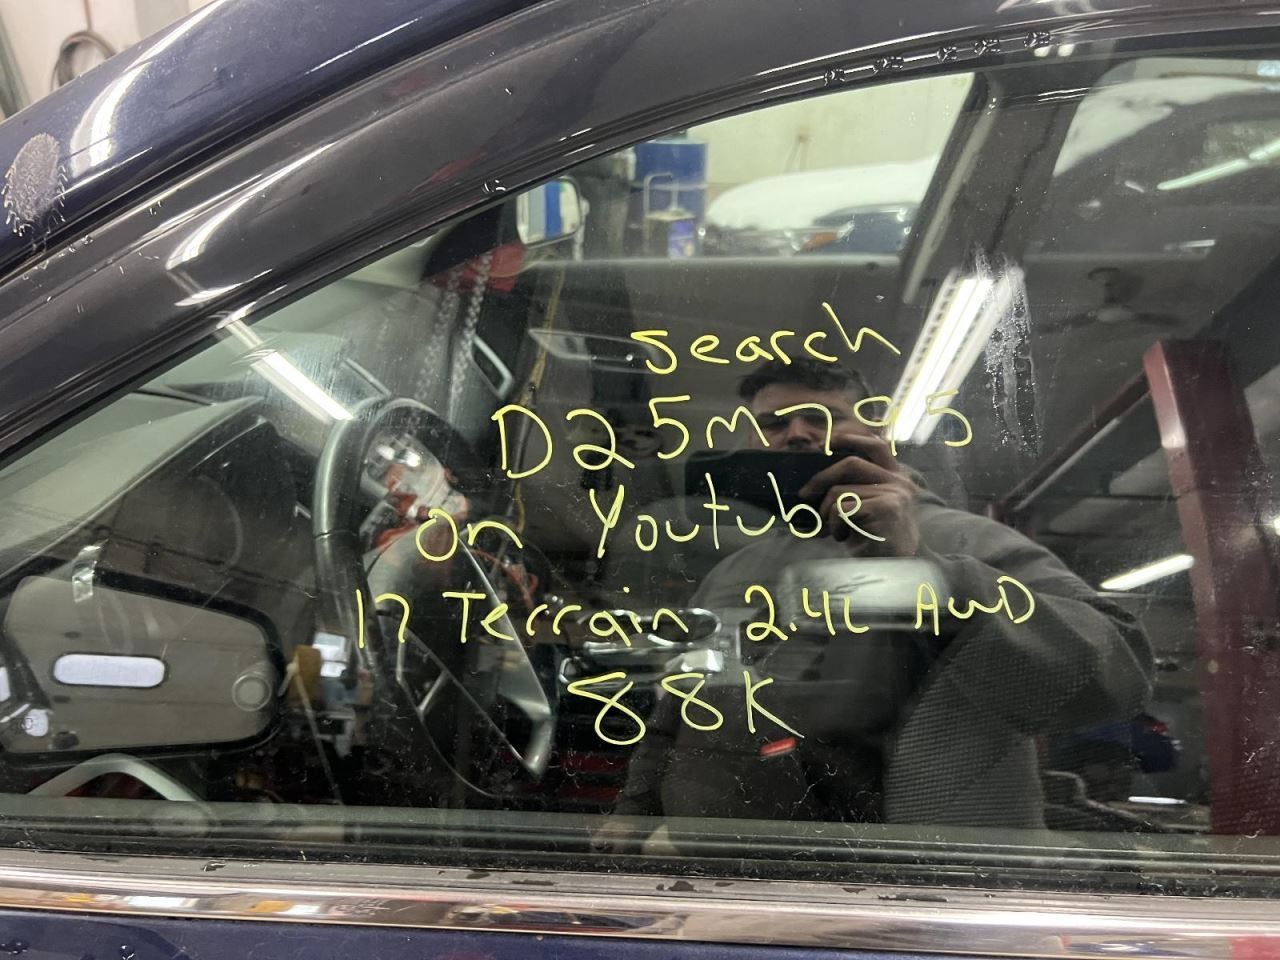 search
D25M795
on Youtube
17 Terrain 2.4L AWD
88K